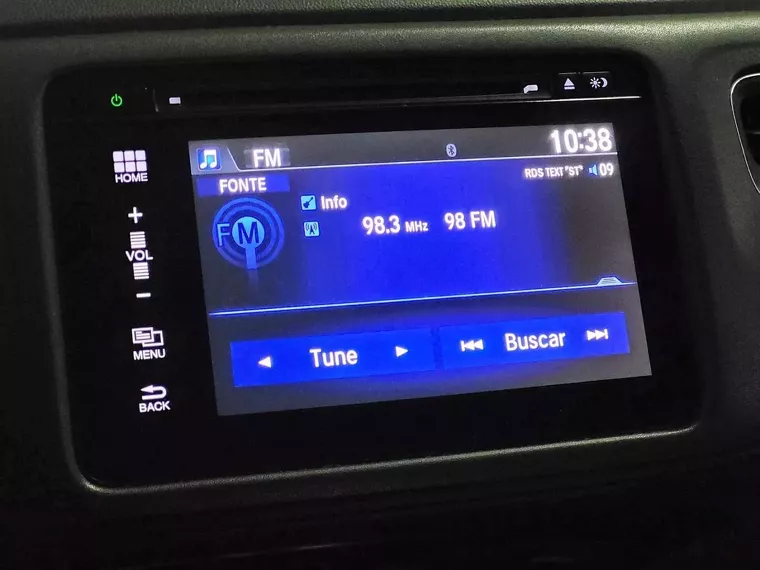 10:38
FM
RDS TEXT "ST" 09
HOME
FONTE
Info
FM
98.3 MHz 98 FM
+
VOL
-
Tune
Buscar
MENU
BACK